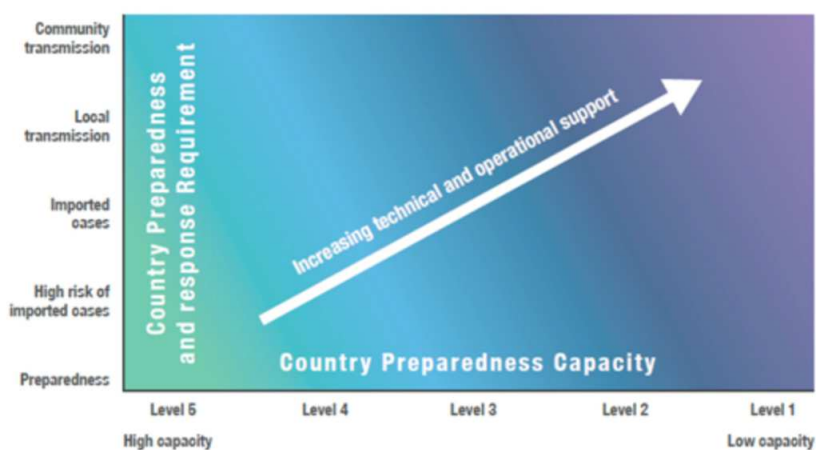 Community
transmission
Local
transmission
Imported
cases
High risk of
imported cases
Preparedness
Country Preparedness
and response Requirement
Increasing technical and operational support
Country Preparedness Capacity
Level 5
Level 4
Level 3
Level 2
Level 1
High capacity
Low capacity